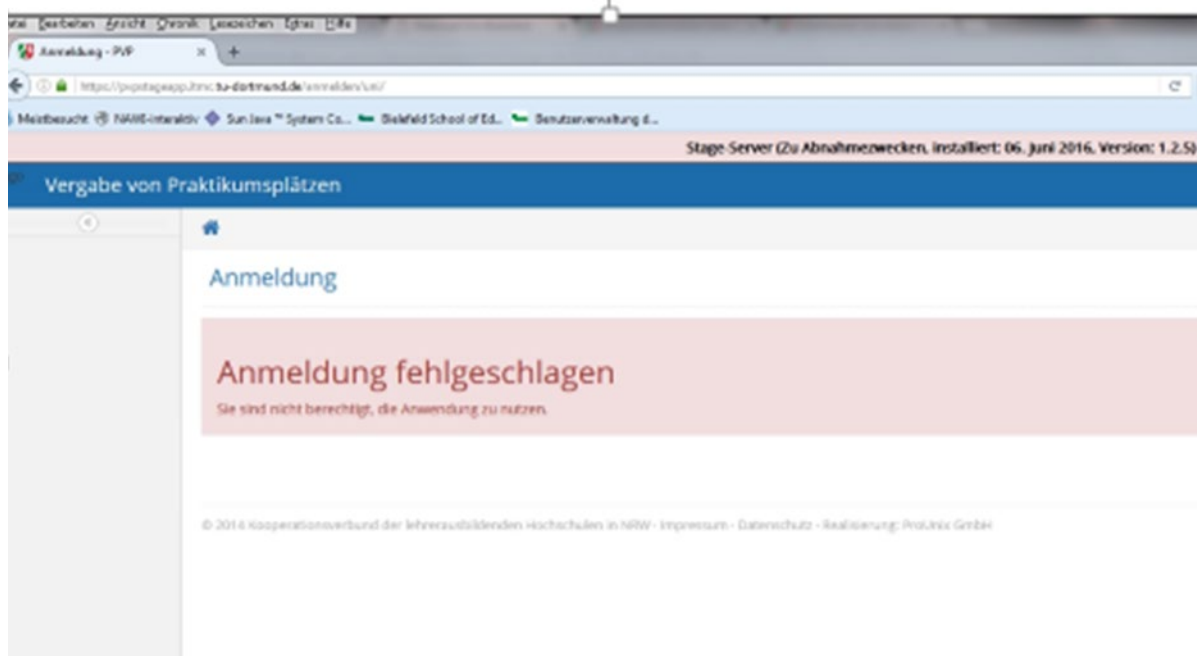 Bearbeiten Ansicht Chronik Lesezeichen Extras Hilfe
Anmeldung - PVP × +
https://pvpstageapp.itmc.tu-dortmund.de/anmelden/uni/
Meistbesucht NAWE-interaktiv Sun Java™ System Co... Bielefeld School of Ed... Benutzerverwaltung d...
Stage-Server (Zu Abnahmezwecken, installiert: 06. Juni 2016, Version: 1.2.5)
Vergabe von Praktikumsplätzen
Anmeldung
Anmeldung fehlgeschlagen
Sie sind nicht berechtigt, die Anwendung zu nutzen.
© 2014 Kooperationsverbund der lehrerausbildenden Hochschulen in NRW - Impressum - Datenschutz - Realisierung: ProUnix GmbH